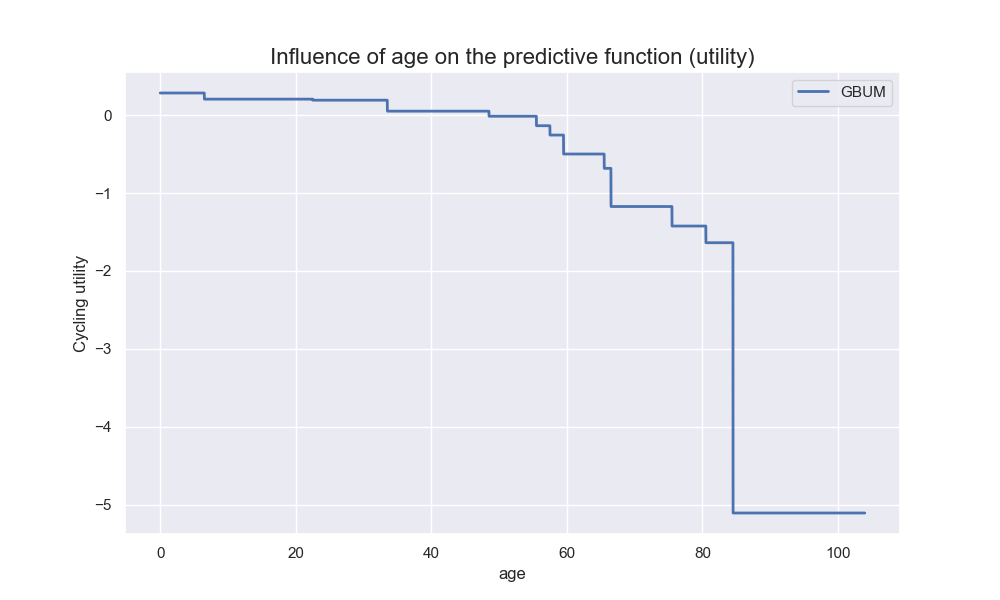 Influence of age on the predictive function (utility)
GBUM
0
−1
−2
−3
−4
−5
Cycling utility
0 20 40 60 80 100
age